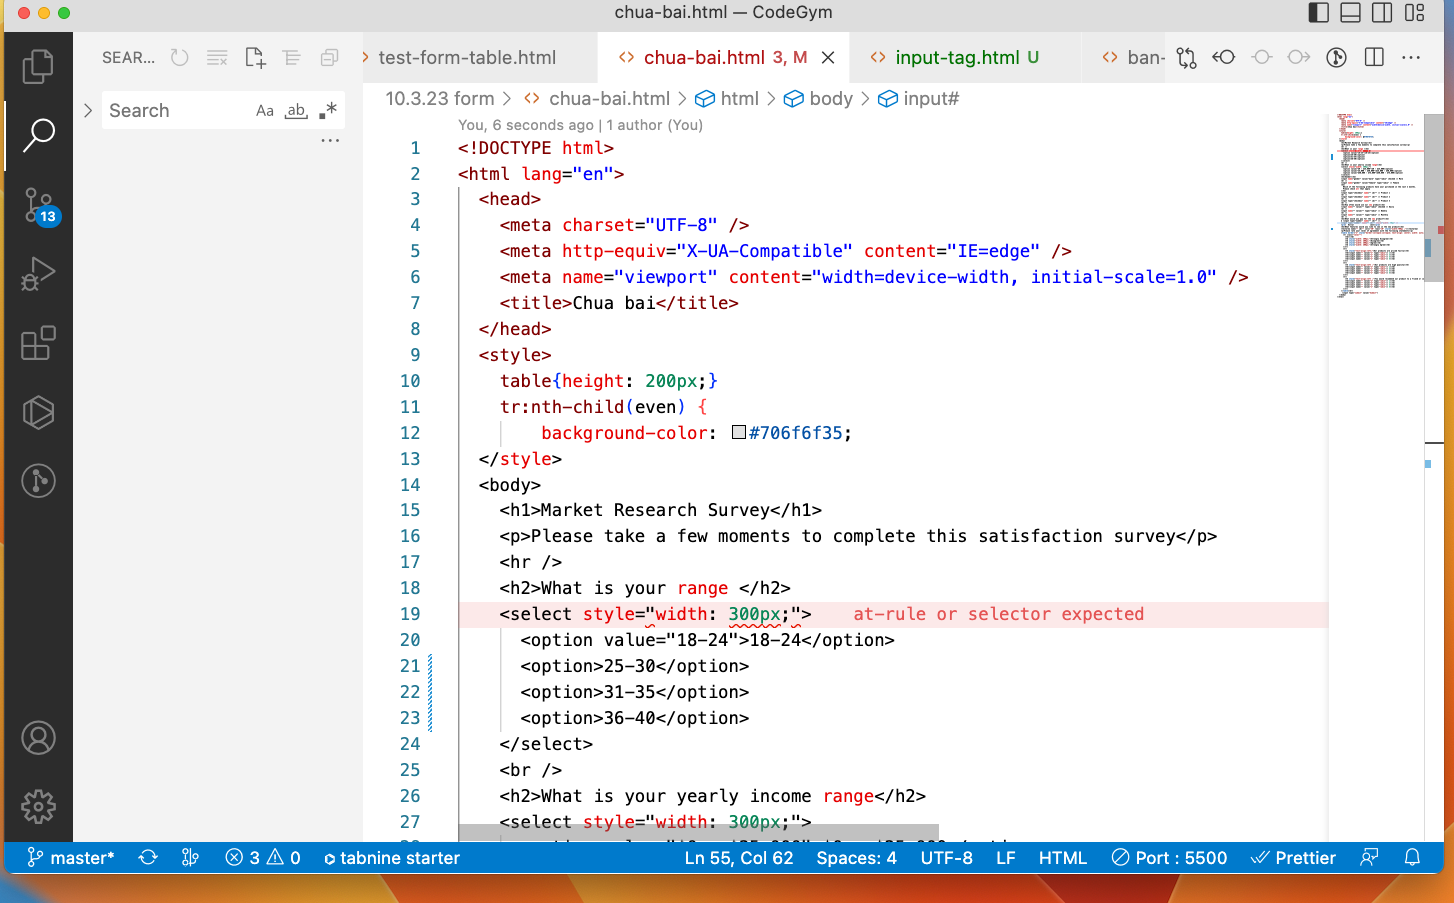 chua-bai.html — CodeGym
SEAR...
test-form-table.html
chua-bai.html 3, M
input-tag.html U
ban-
Search
Aa ab .*
10.3.23 form > chua-bai.html > html > body > input#
You, 6 seconds ago | 1 author (You)
1 <!DOCTYPE html>
2 <html lang="en">
3 <head>
4 <meta charset="UTF-8" />
5 <meta http-equiv="X-UA-Compatible" content="IE=edge" />
6 <meta name="viewport" content="width=device-width, initial-scale=1.0" />
7 <title>Chua bai</title>
8 </head>
9 <style>
10 table{height: 200px;}
11 tr:nth-child(even) {
12 background-color: #706f6f35;
13 </style>
14 <body>
15 <h1>Market Research Survey</h1>
16 <p>Please take a few moments to complete this satisfaction survey</p>
17 <hr />
18 <h2>What is your range </h2>
19 <select style="width: 300px;"> at-rule or selector expected
20 <option value="18-24">18-24</option>
21 <option>25-30</option>
22 <option>31-35</option>
23 <option>36-40</option>
24 </select>
25 <br />
26 <h2>What is your yearly income range</h2>
27 <select style="width: 300px;">
13
master* 3 0 tabnine starter Ln 55, Col 62 Spaces: 4 UTF-8 LF HTML Port : 5500 Prettier